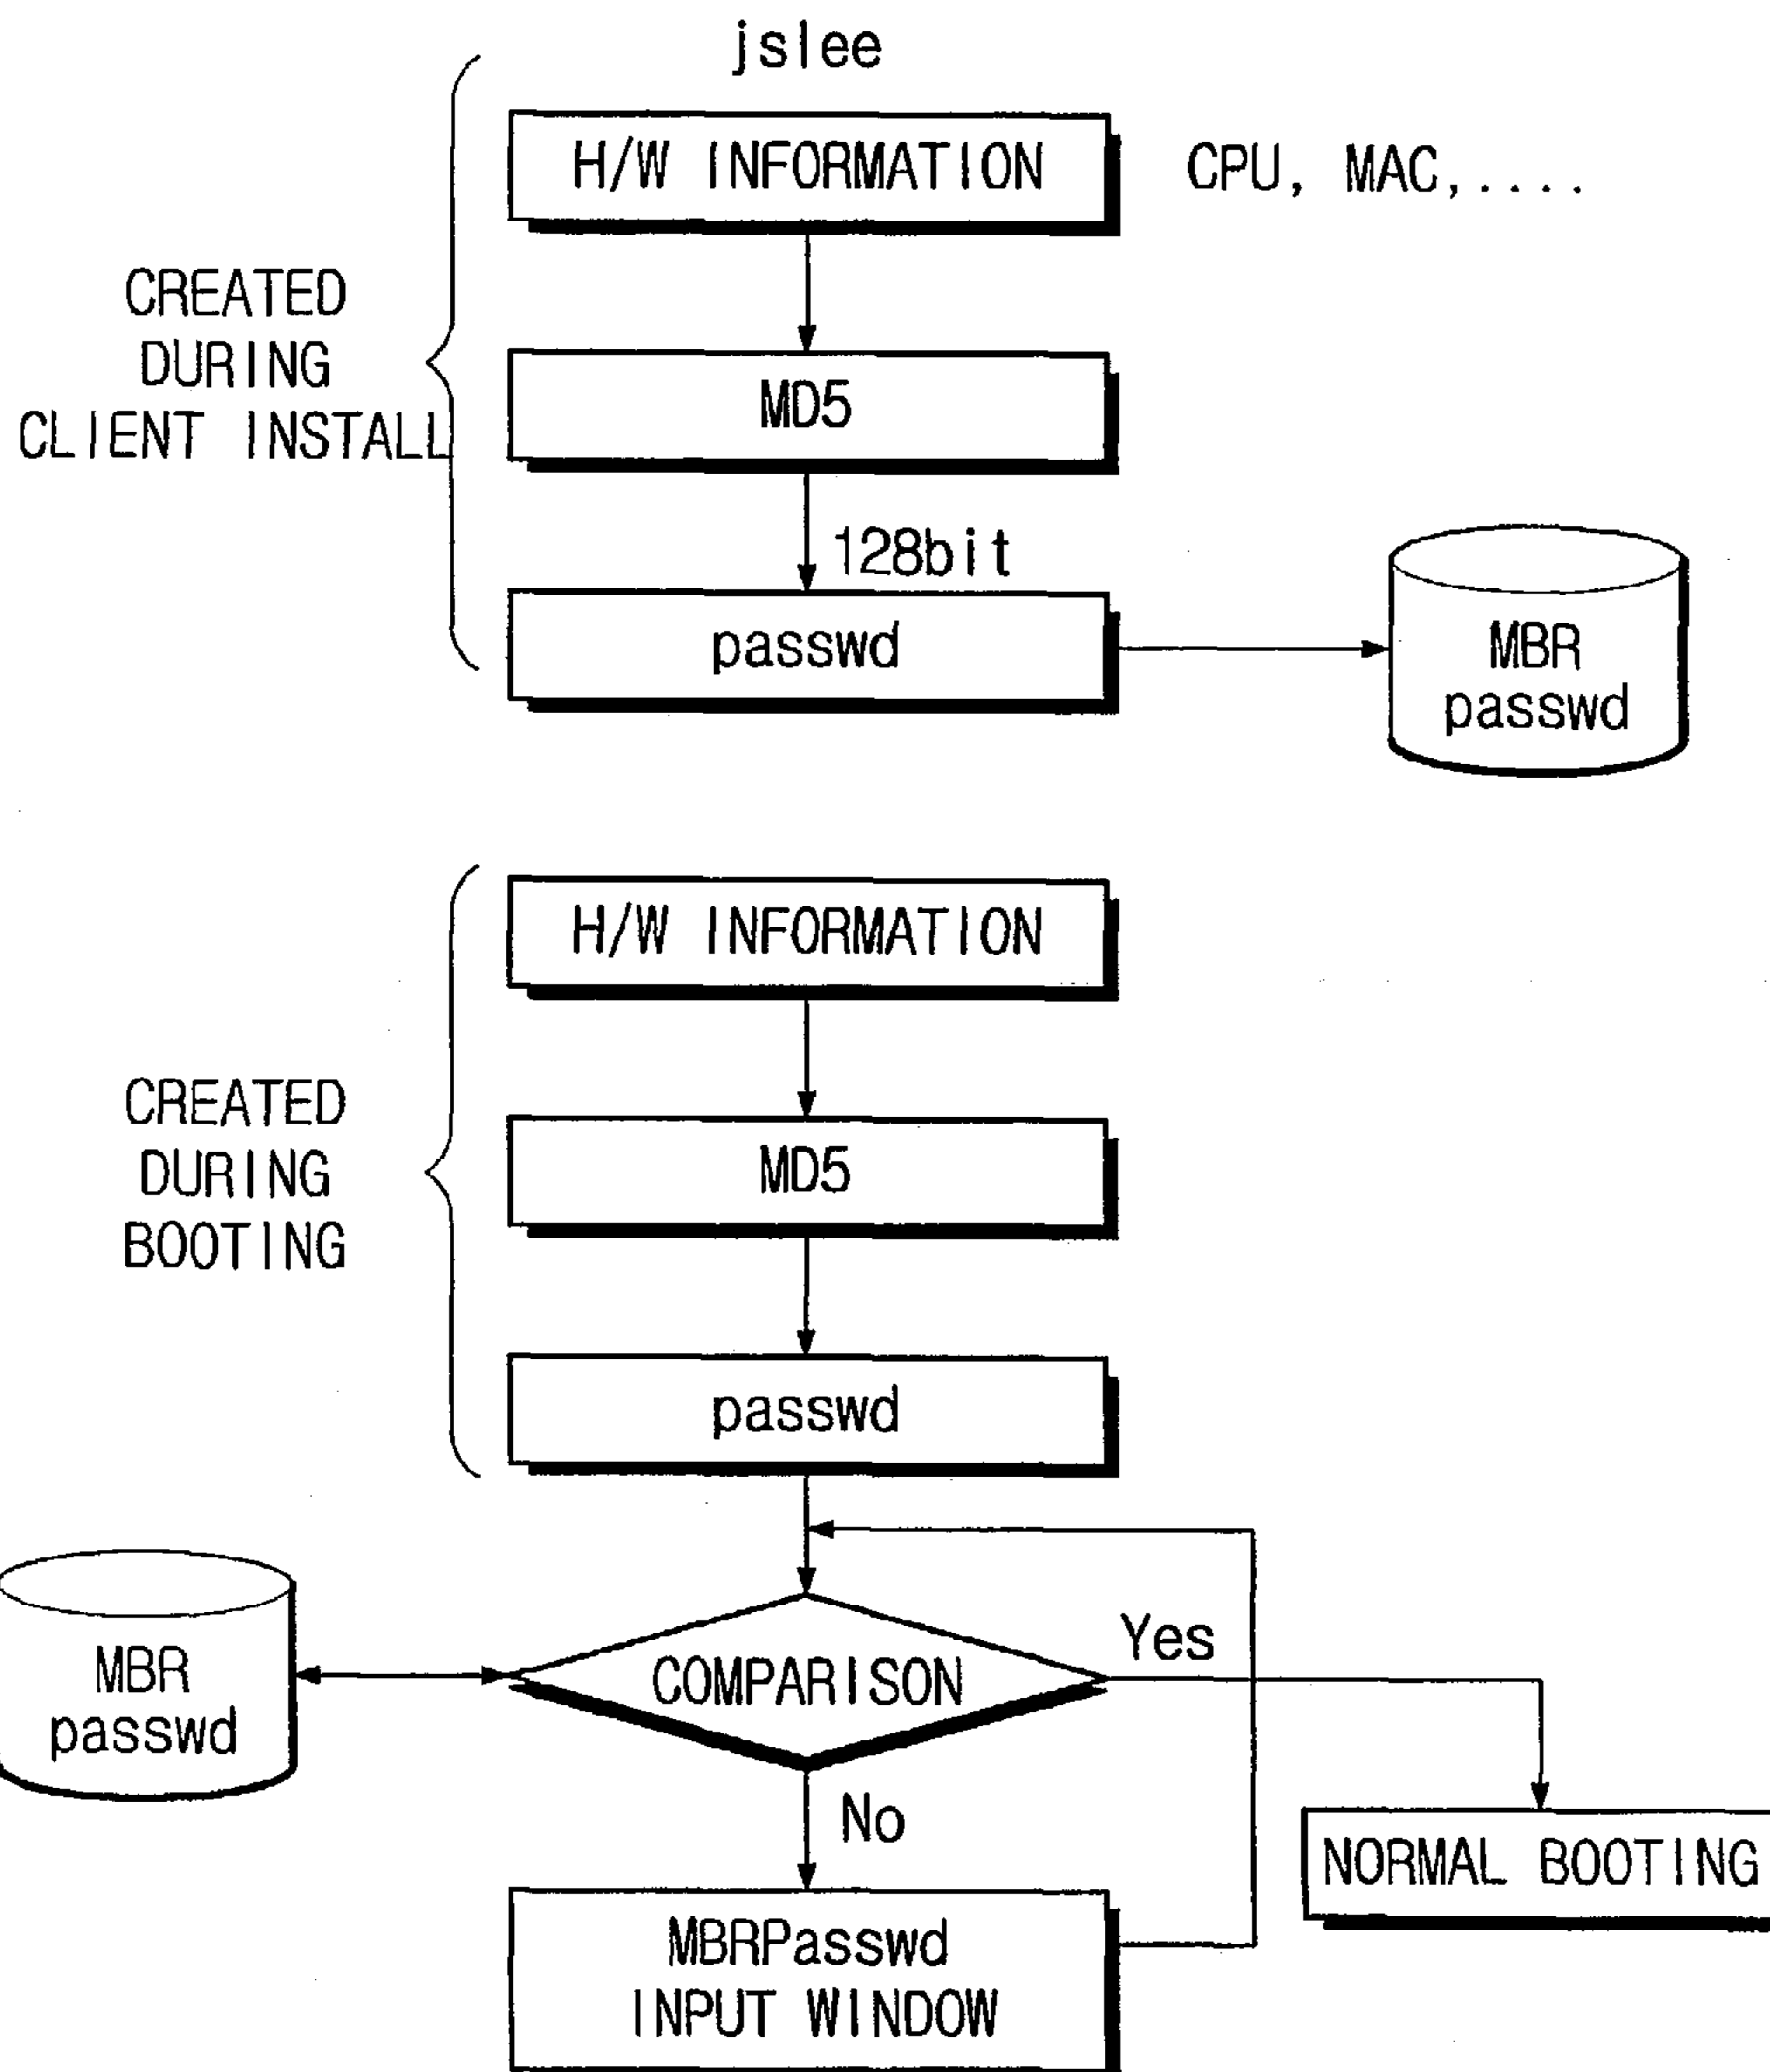 jslee
H/W INFORMATION
CPU, MAC,....
CREATED
DURING
CLIENT INSTALL
MD5
128bit
passwd
MBR
passwd
H/W INFORMATION
CREATED
DURING
BOOTING
MD5
passwd
MBR
passwd
COMPARISON
Yes
No
NORMAL BOOTING
MBRPasswd
INPUT WINDOW